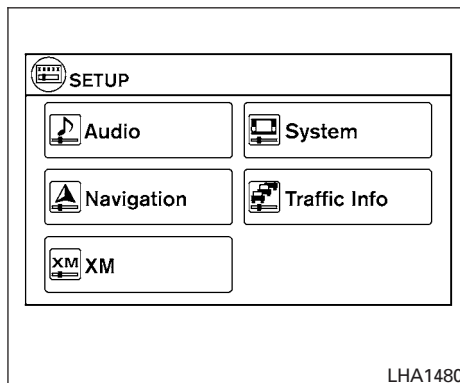 SETUP
Audio
System
Navigation
Traffic Info
XM XM
LHA1480